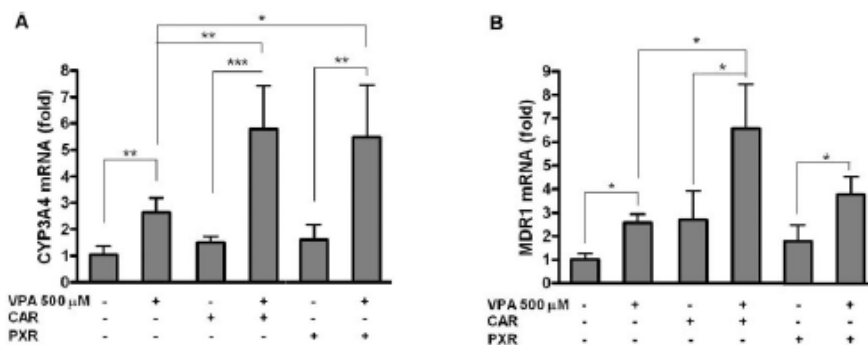 A
*
**
***
**
**
8
7
6
5
4
3
2
1
0
CYP3A4 mRNA (fold)
VPA 500 μM - + - + - +
CAR - - + + - -
PXR - - - - + +
B
*
*
*
*
9
8
7
6
5
4
3
2
1
0
MDR1 mRNA (fold)
VPA 500 μM - + - + - +
CAR - - + + - -
PXR - - - - + +